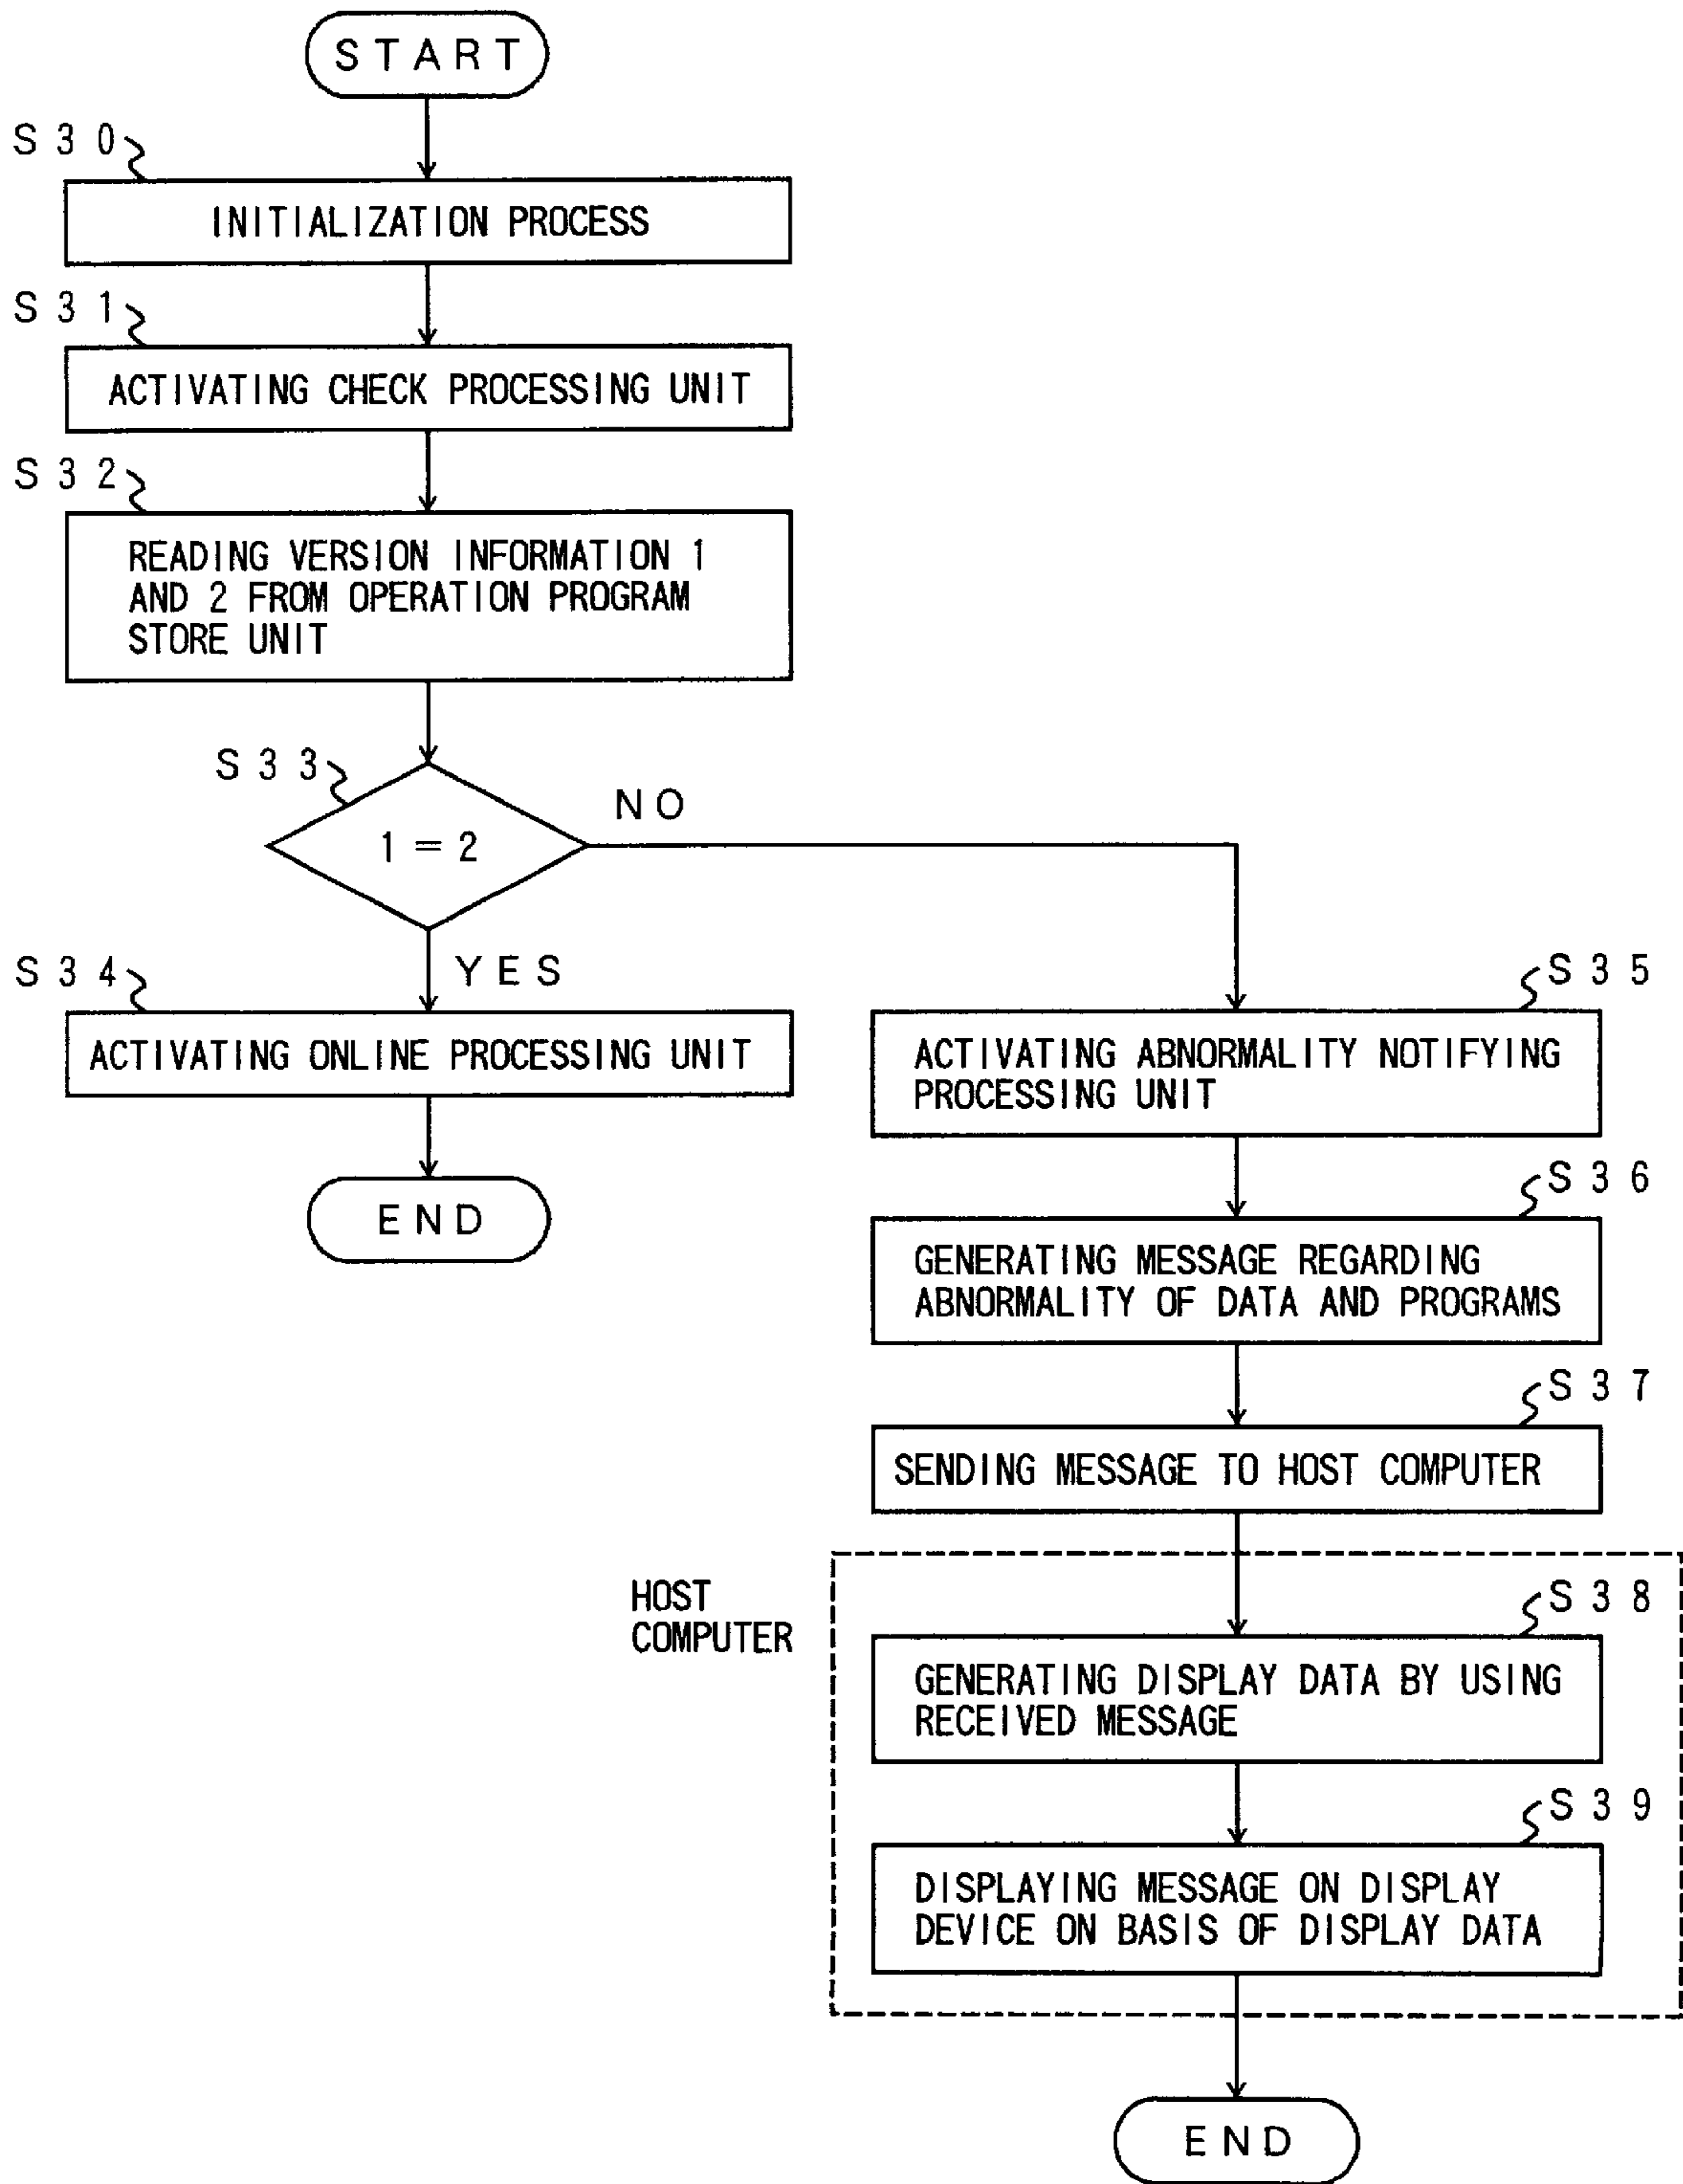 START
S30
INITIALIZATION PROCESS
S31
ACTIVATING CHECK PROCESSING UNIT
S32
READING VERSION INFORMATION 1
AND 2 FROM OPERATION PROGRAM
STORE UNIT
S33
NO
1 = 2
YES
S34
ACTIVATING ONLINE PROCESSING UNIT
END
S35
ACTIVATING ABNORMALITY NOTIFYING
PROCESSING UNIT
S36
GENERATING MESSAGE REGARDING
ABNORMALITY OF DATA AND PROGRAMS
S37
SENDING MESSAGE TO HOST COMPUTER
HOST
COMPUTER
S38
GENERATING DISPLAY DATA BY USING
RECEIVED MESSAGE
S39
DISPLAYING MESSAGE ON DISPLAY
DEVICE ON BASIS OF DISPLAY DATA
END